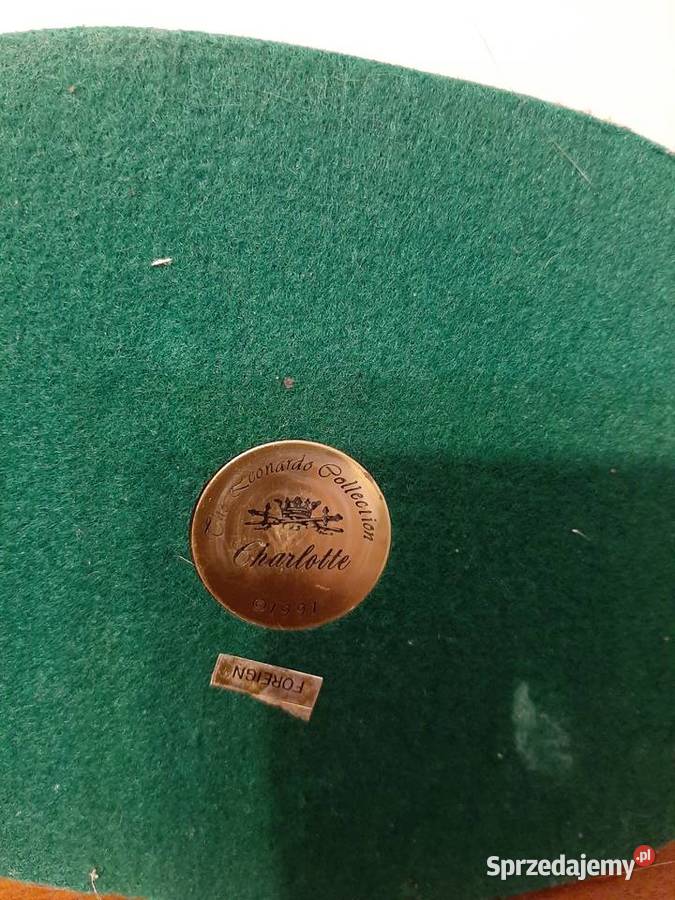 The Leonardo Collection
Charlotte
©1991
FOREIGN
Sprzedajemy.pl